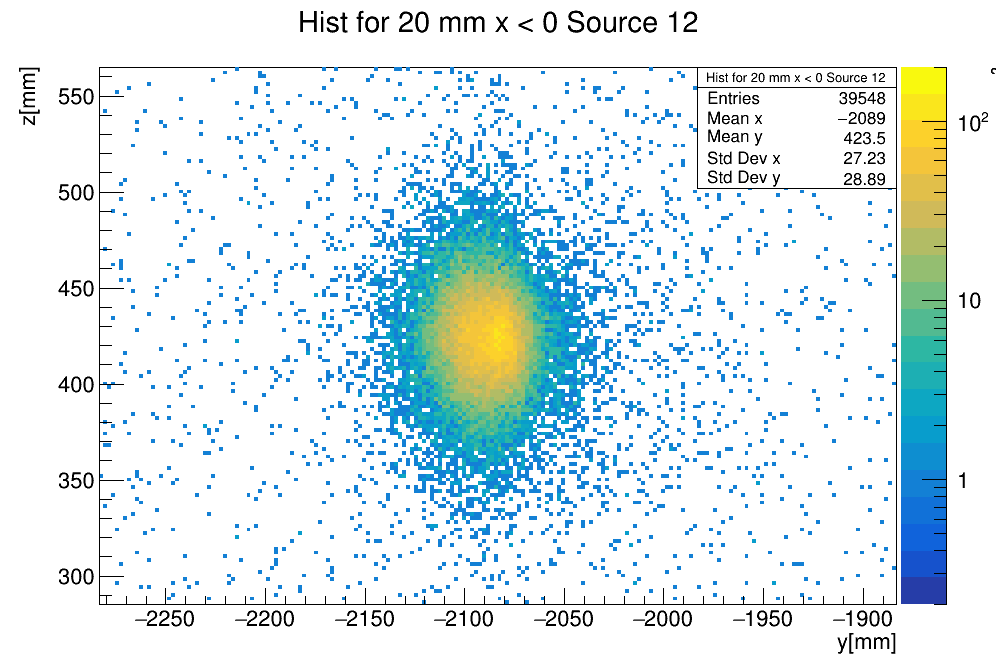 Hist for 20 mm x < 0 Source 12
z[mm]
Hist for 20 mm x < 0 Source 12
Entries 39548
Mean x −2089
Mean y 423.5
Std Dev x 27.23
Std Dev y 28.89
550
500
450
400
350
300
−2250 −2200 −2150 −2100 −2050 −2000 −1950 −1900
y[mm]
10²
10
1